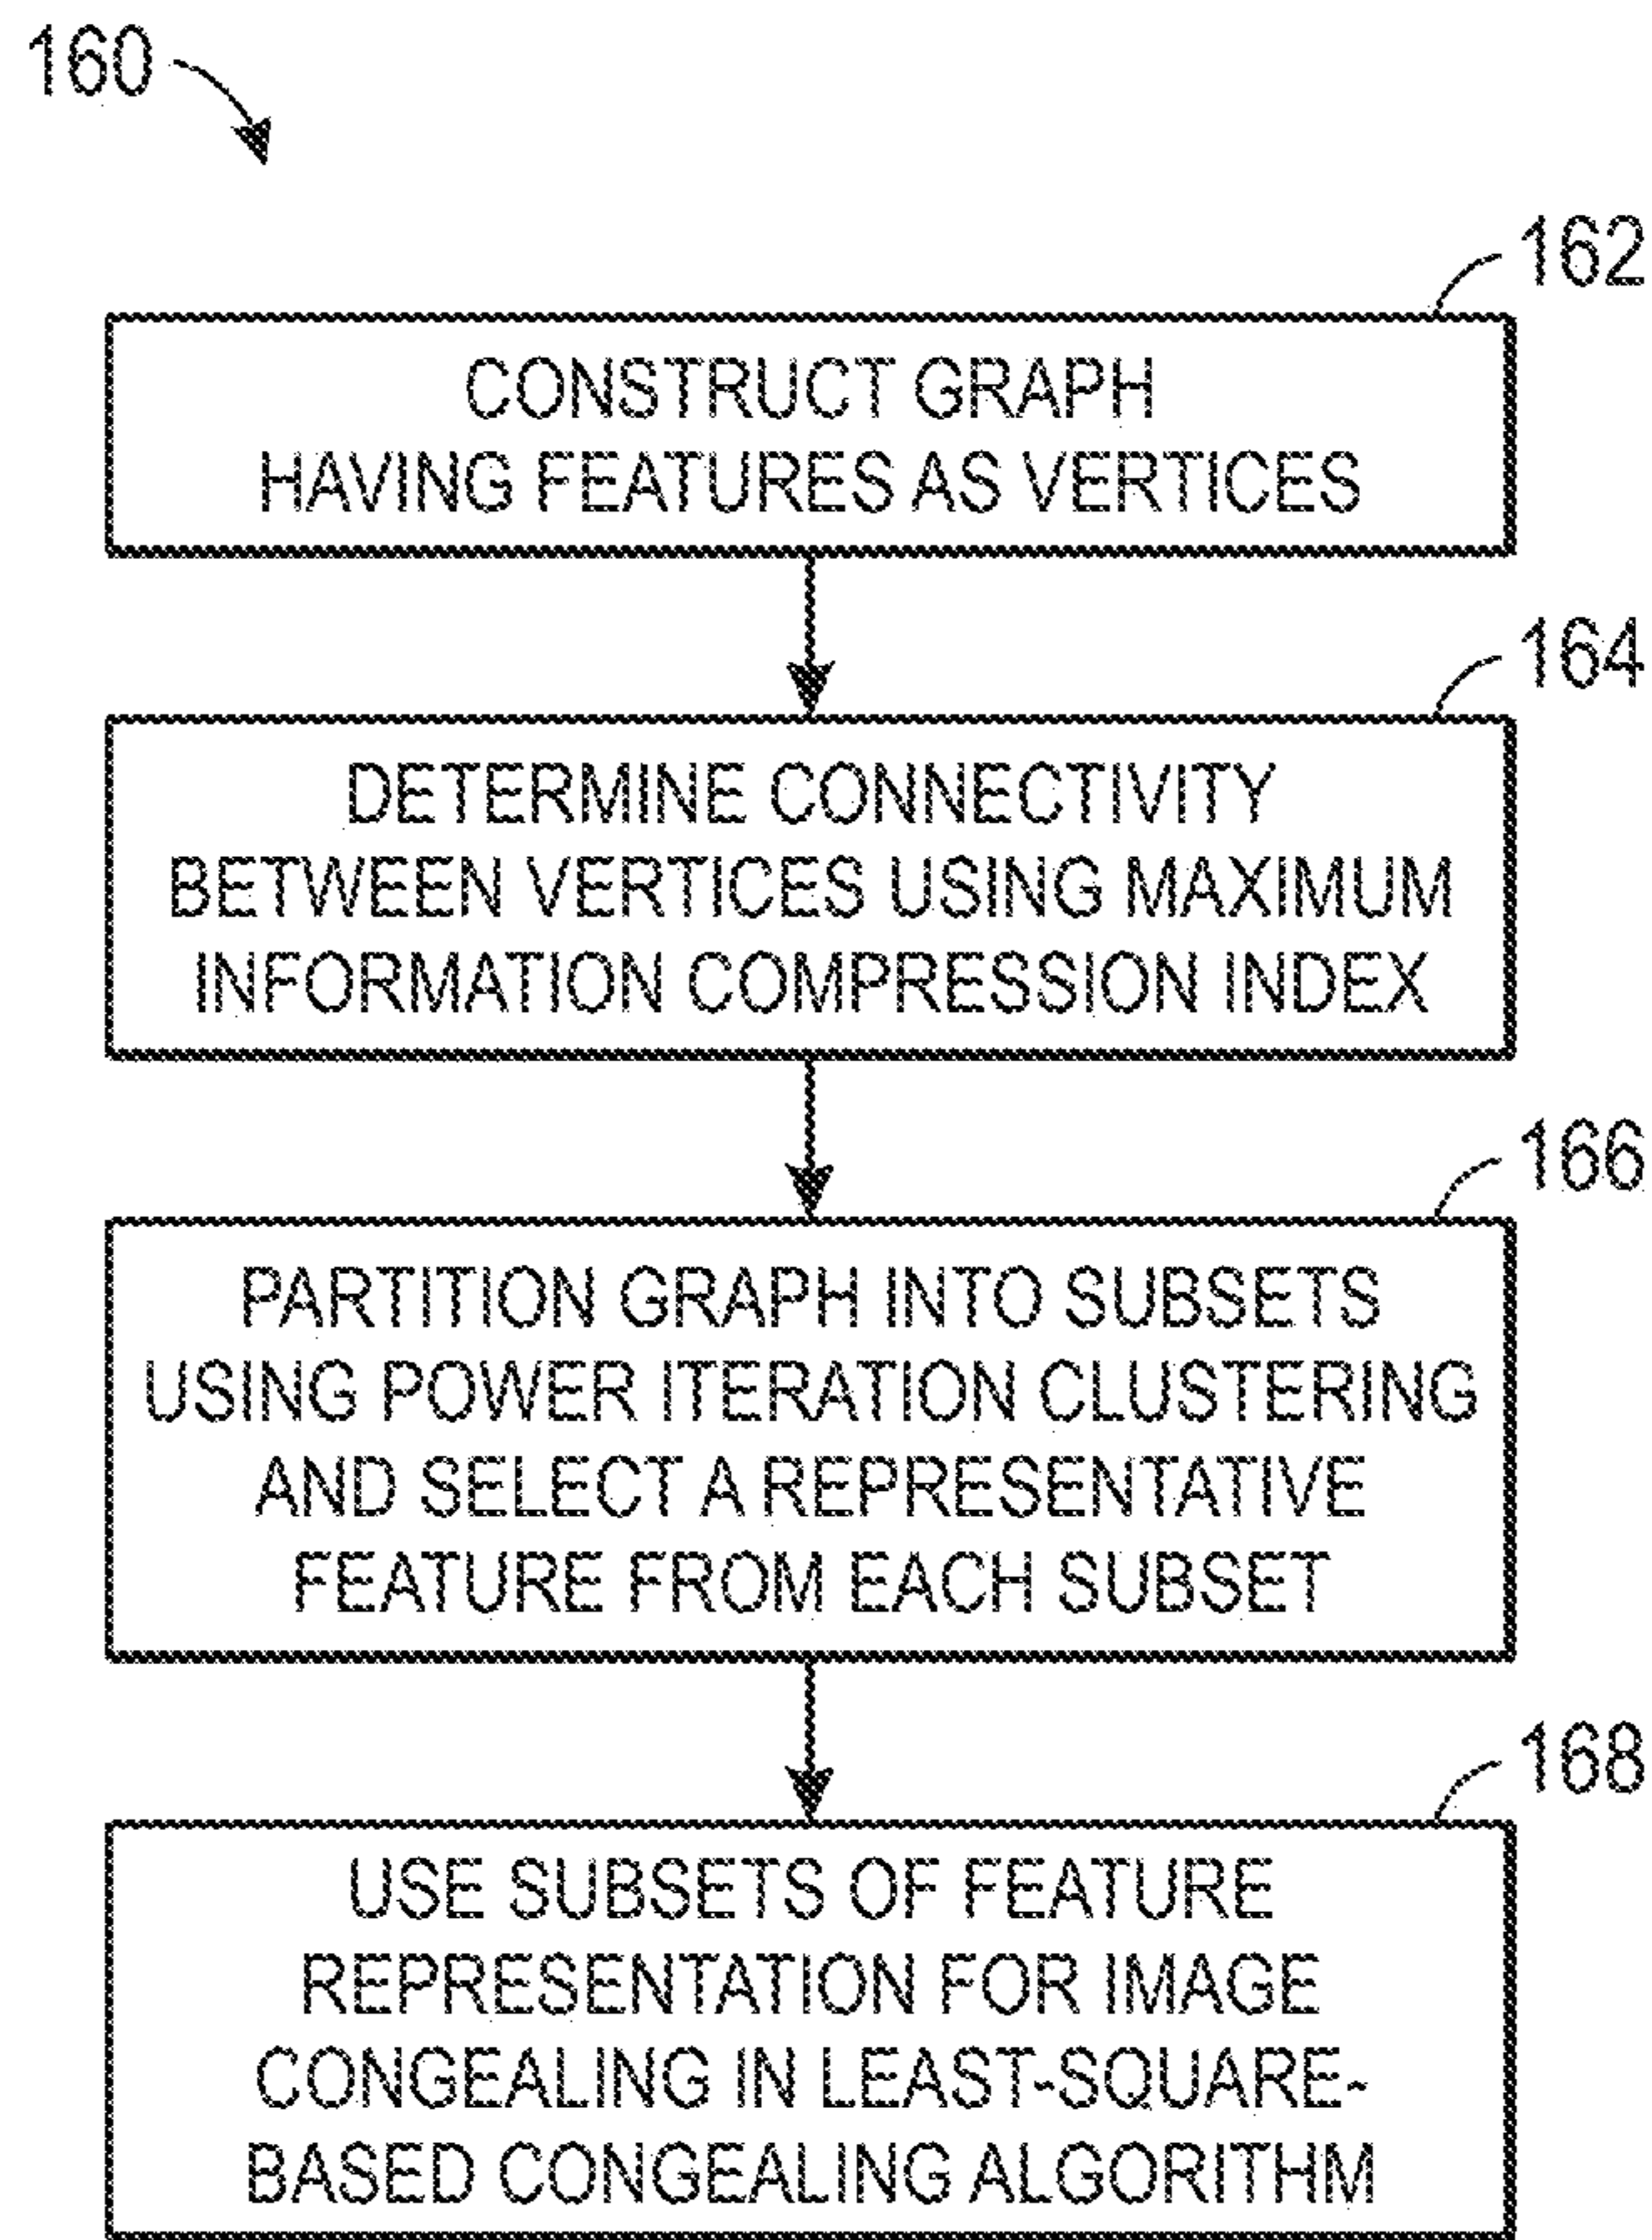 160
162
CONSTRUCT GRAPH
HAVING FEATURES AS VERTICES
164
DETERMINE CONNECTIVITY
BETWEEN VERTICES USING MAXIMUM
INFORMATION COMPRESSION INDEX
166
PARTITION GRAPH INTO SUBSETS
USING POWER ITERATION CLUSTERING
AND SELECT A REPRESENTATIVE
FEATURE FROM EACH SUBSET
168
USE SUBSETS OF FEATURE
REPRESENTATION FOR IMAGE
CONGEALING IN LEAST-SQUARE-
BASED CONGEALING ALGORITHM